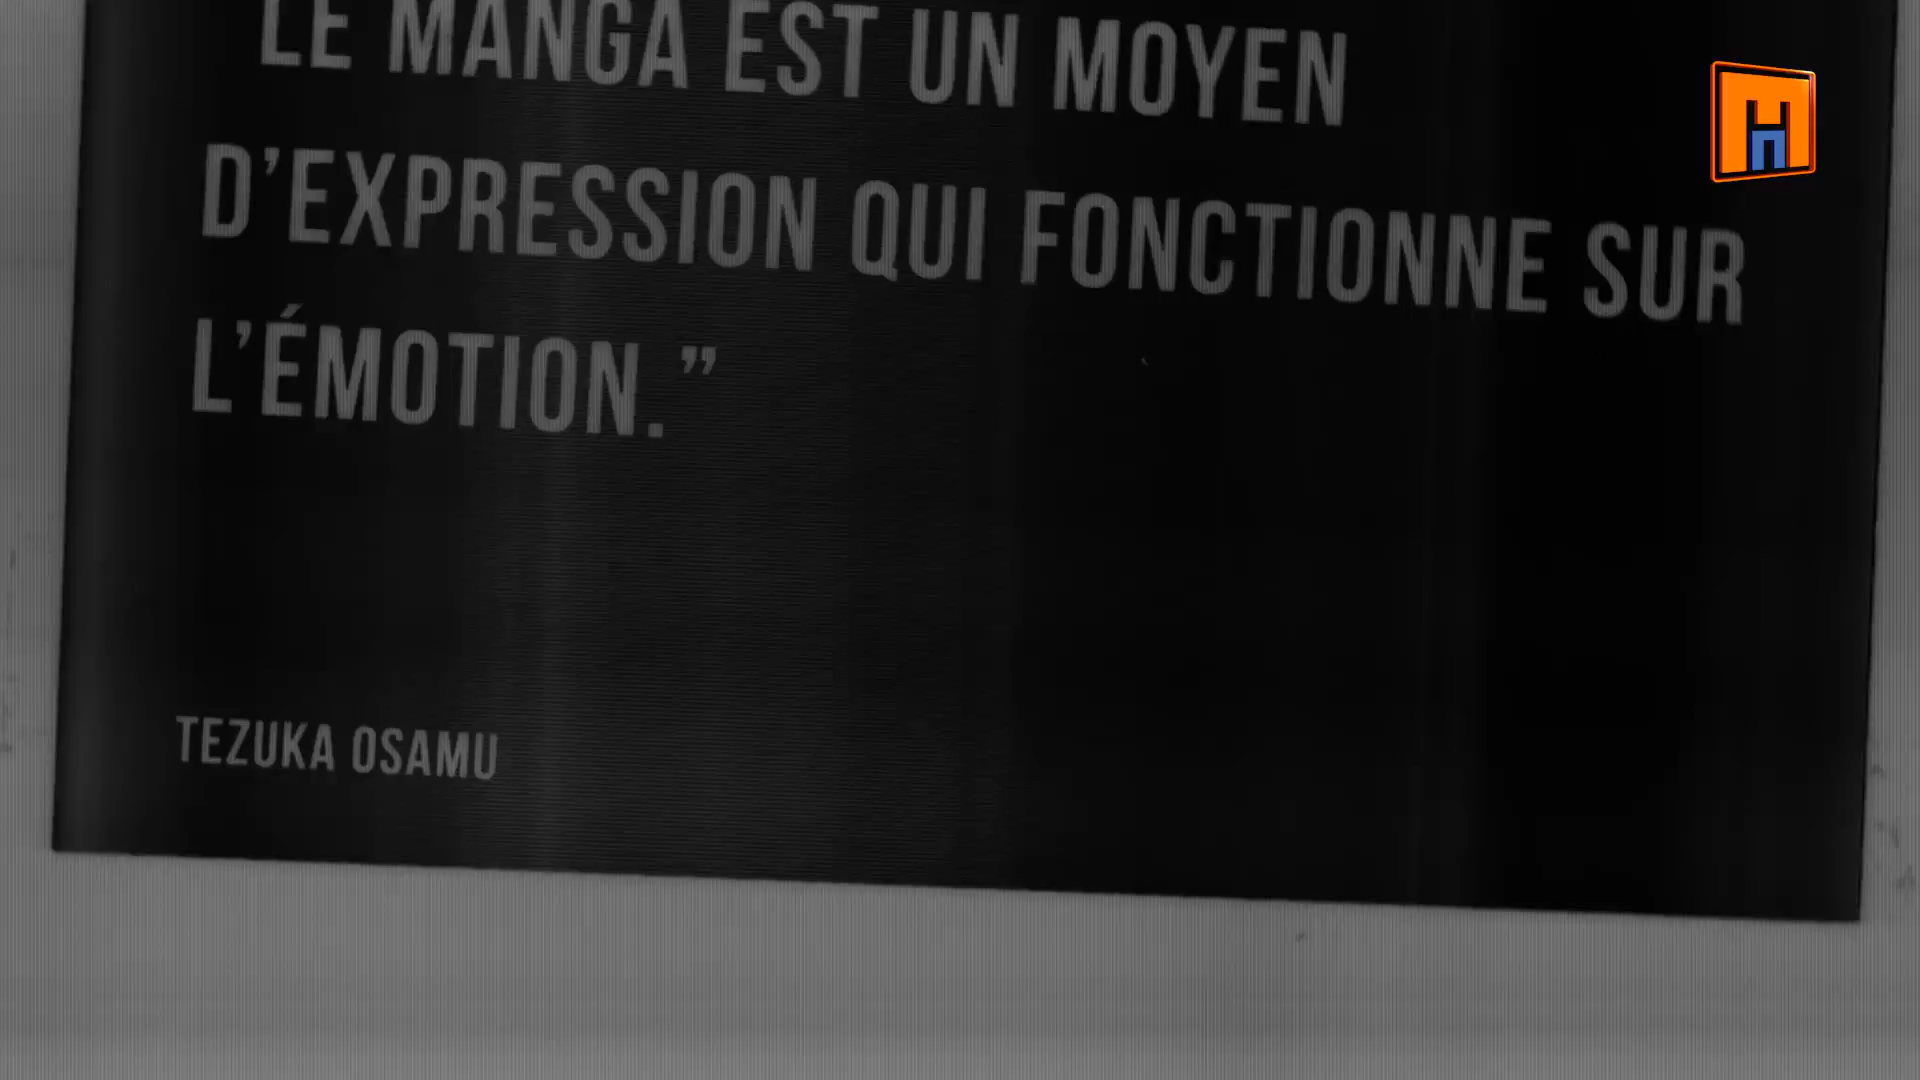 LE MANGA EST UN MOYEN
D’EXPRESSION QUI FONCTIONNE SUR
L’ÉMOTION.”
TEZUKA OSAMU